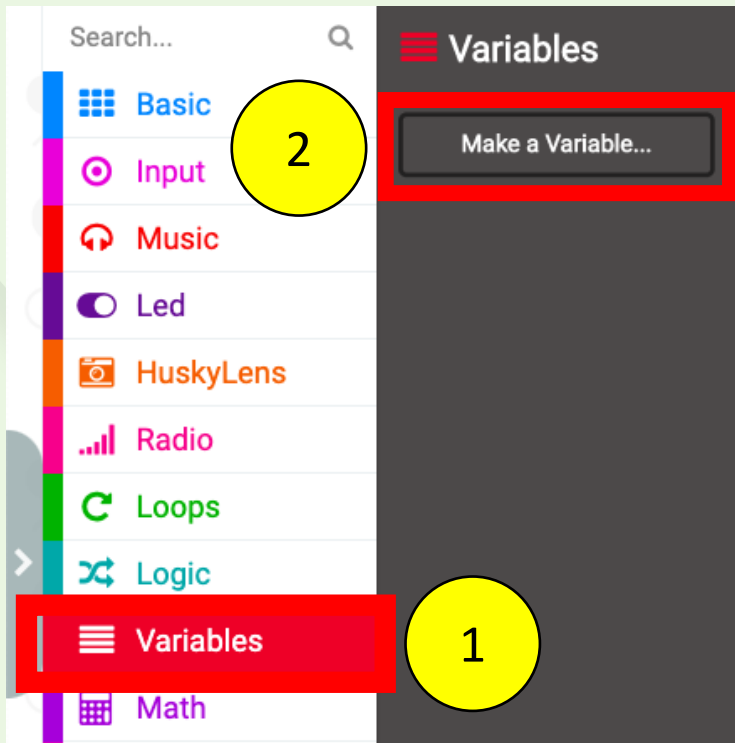 Search...
Basic
Input
Music
Led
HuskyLens
Radio
Loops
Logic
Variables
Math
1
Variables
Make a Variable...
2